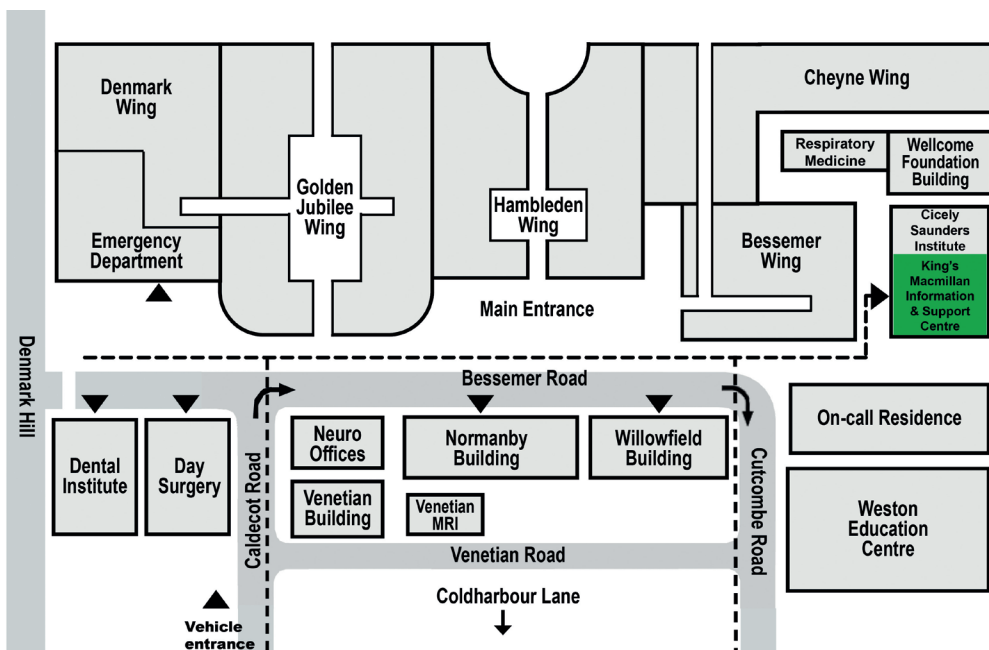 Denmark
Wing
Cheyne Wing
Respiratory
Medicine
Wellcome
Foundation
Building
Golden
Jubilee
Wing
Hambleden
Wing
Emergency
Department
Bessemer
Wing
Cicely
Saunders
Institute
King's
Macmillan
Information
& Support
Centre
Main Entrance
Denmark Hill
Bessemer Road
Dental
Institute
Day
Surgery
Caldecot Road
Neuro
Offices
Normanby
Building
Willowfield
Building
Cutcombe Road
On-call Residence
Venetian
Building
Venetian
MRI
Weston
Education
Centre
Venetian Road
Coldharbour Lane
Vehicle
entrance